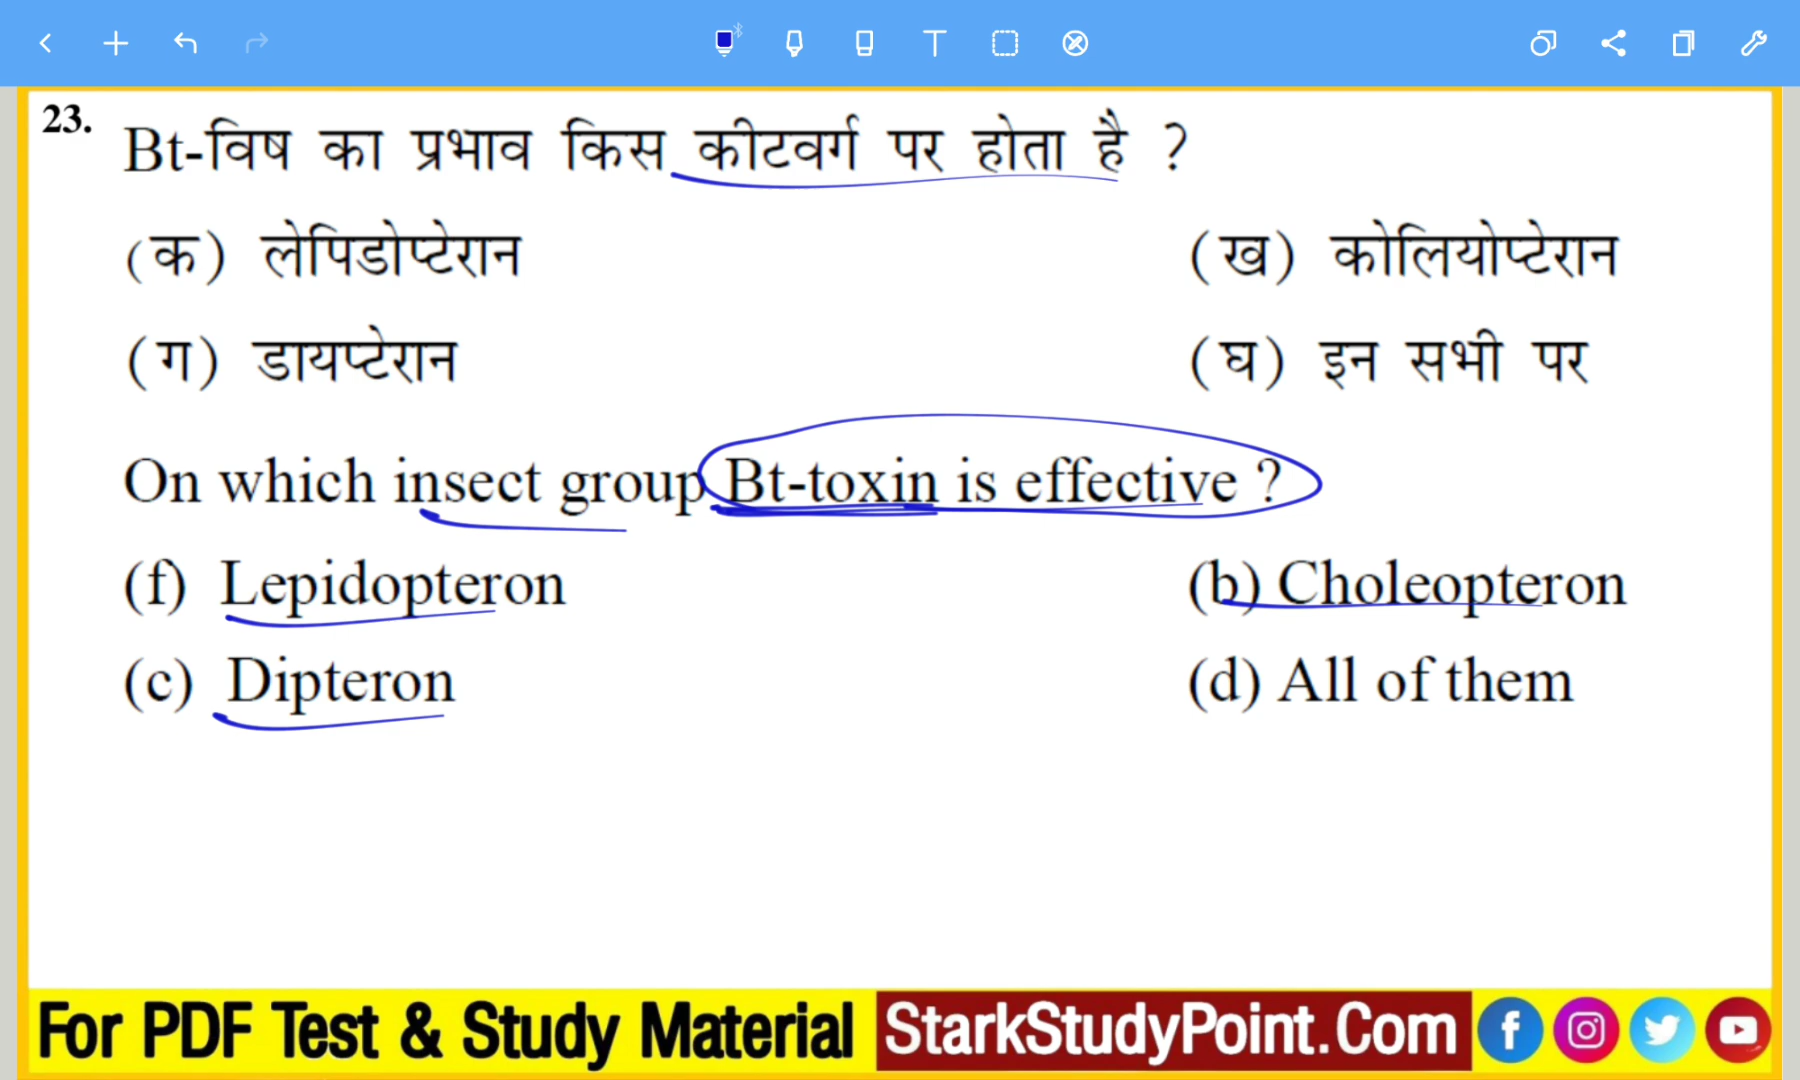 23. Bt-विष का प्रभाव किस कीटवर्ग पर होता है ?
(क) लेपिडोप्टेरान (ख) कोलियोप्टेरान
(ग) डायप्टेरान (घ) इन सभी पर
On which insect group Bt-toxin is effective ?
(f) Lepidopteron (b) Choleopteron
(c) Dipteron (d) All of them
For PDF Test & Study Material StarkStudyPoint.Com